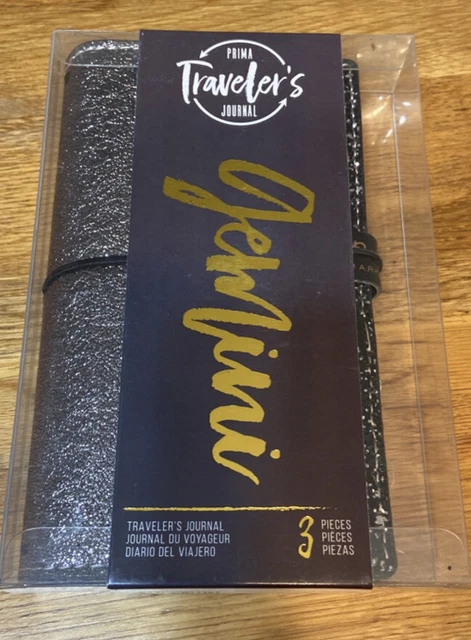 PRIMA
Traveler's
JOURNAL
Gemini
TRAVELER'S JOURNAL
JOURNAL DU VOYAGEUR
DIARIO DEL VIAJERO
3
PIECES
PIÈCES
PIEZAS